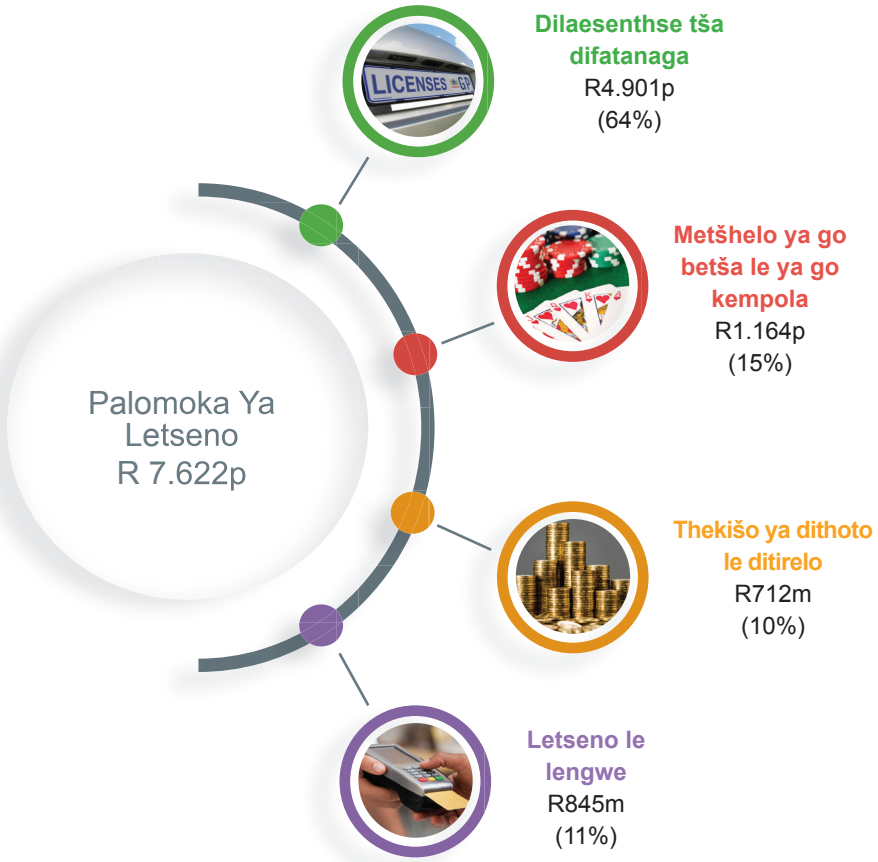 Dilaesenthse tša
difatanaga
R4.901p
(64%)
LICENSES GP
Metšhelo ya go
betša le ya go
kempola
R1.164p
(15%)
Palomoka Ya
Letseno
R 7.622p
Thekišo ya dithoto
le ditirelo
R712m
(10%)
Letseno le
lengwe
R845m
(11%)